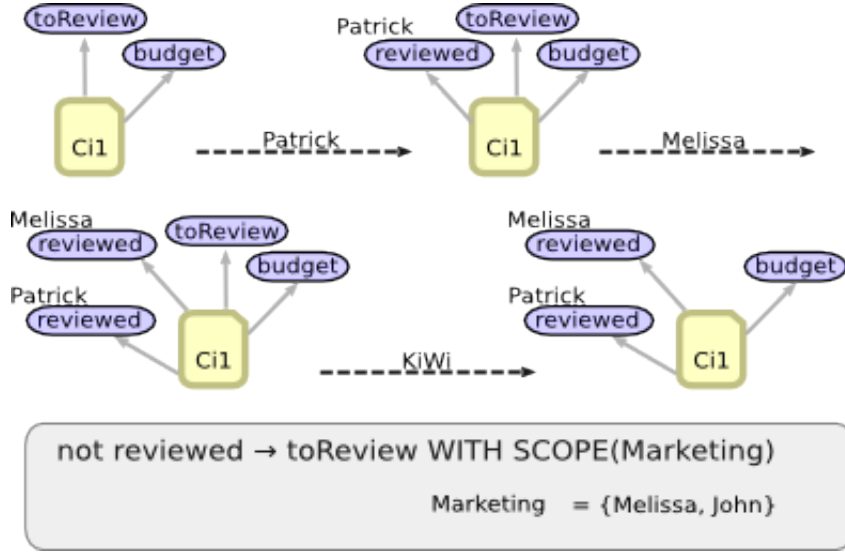 toReview
budget
Ci1
Patrick
Patrick
reviewed
toReview
budget
Ci1
Melissa
Melissa
reviewed
toReview
budget
Patrick
reviewed
Ci1
KiWi
Melissa
reviewed
budget
Patrick
reviewed
Ci1
not reviewed → toReview WITH SCOPE(Marketing)
Marketing = {Melissa, John}